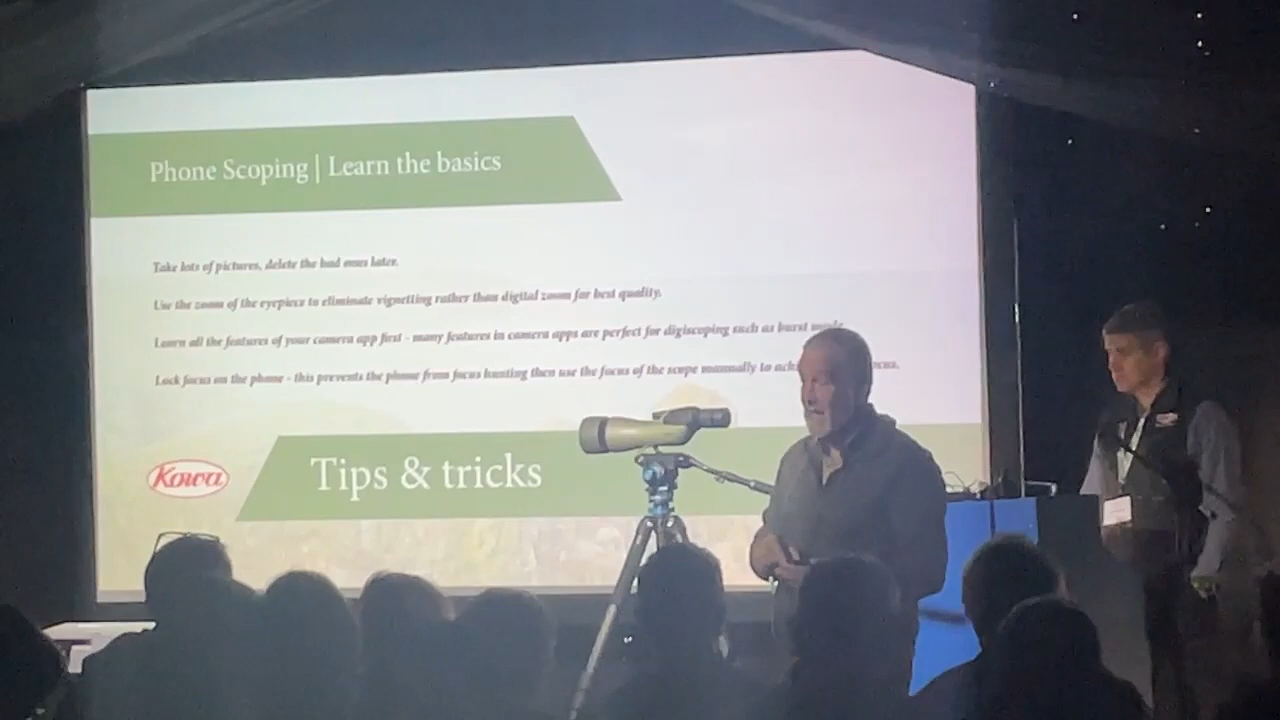 Phone Scoping | Learn the basics
Take lots of pictures, delete the bad ones later.
Use the zoom of the eyepiece to eliminate vignetting rather than digital zoom for best quality.
Learn all the features of your camera app first - many features in camera apps are perfect for digiscoping such as burst mode
Lock focus on the phone - this prevents the phone from focus hunting then use the focus of the scope manually to
Kowa
Tips & tricks